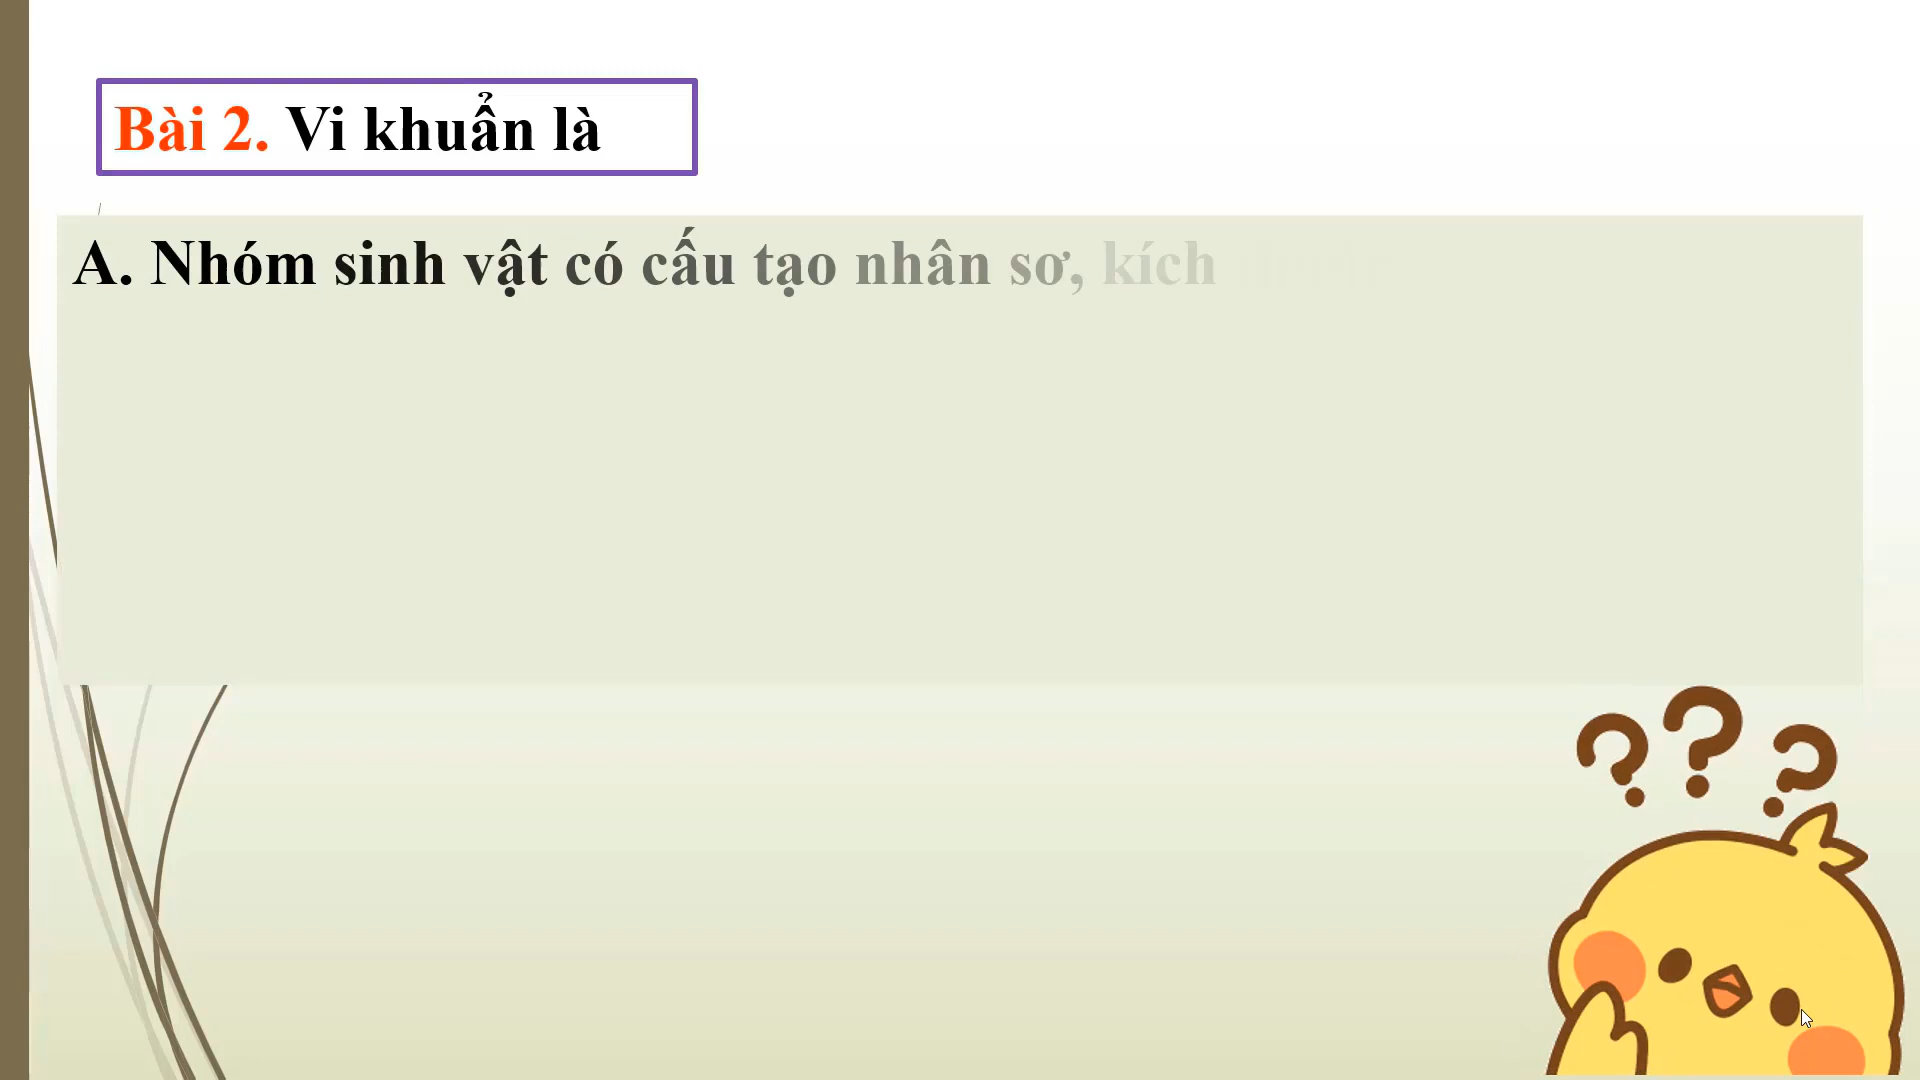 Bài 2. Vi khuẩn là
A. Nhóm sinh vật có cấu tạo nhân sơ, kích